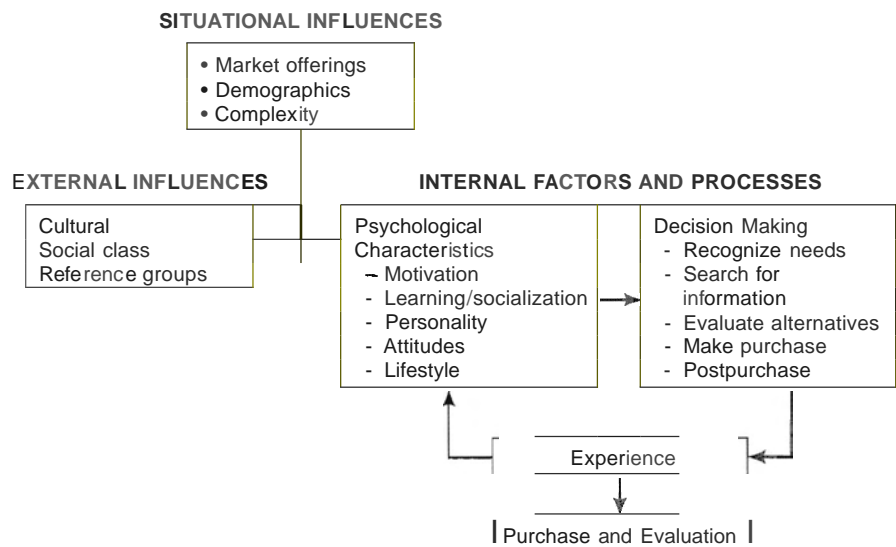 SITUATIONAL INFLUENCES
• Market offerings
• Demographics
• Complexity
EXTERNAL INFLUENCES
Cultural
Social class
Reference groups
INTERNAL FACTORS AND PROCESSES
Psychological
Characteristics
- Motivation
- Learning/socialization
- Personality
- Attitudes
- Lifestyle
Decision Making
- Recognize needs
- Search for
information
- Evaluate alternatives
- Make purchase
- Postpurchase
Experience
Purchase and Evaluation